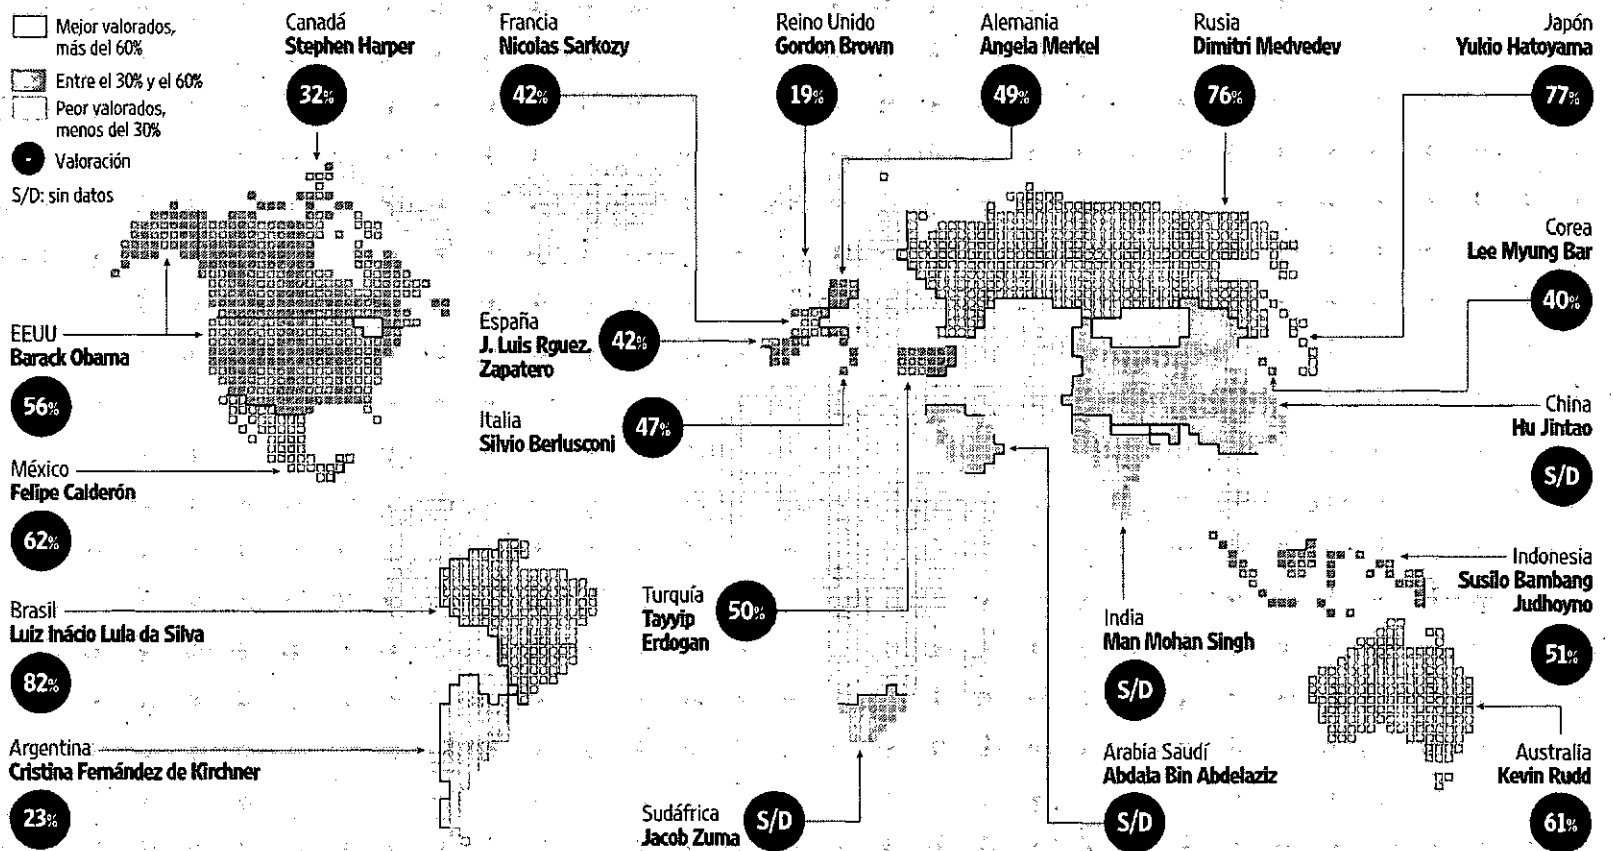 Mejor valorados,
más del 60%
Entre el 30% y el 60%
Peor valorados,
menos del 30%
Valoración
S/D: sin datos
Canadá
Stephen Harper
32%
Francia
Nicolas Sarkozy
42%
Reino Unido
Gordon Brown
19%
Alemania
Angela Merkel
49%
Rusia
Dimitri Medvedev
76%
Japón
Yukio Hatoyama
77%
Corea
Lee Myung Bar
40%
EEUU
Barack Obama
56%
España
J. Luis Rguez.
Zapatero
42%
Italia
Silvio Berlusconi
47%
China
Hu Jintao
S/D
México
Felipe Calderón
62%
Brasil
Luiz Inácio Lula da Silva
82%
Turquía
Tayyip
Erdogan
50%
India
Man Mohan Singh
S/D
Indonesia
Susilo Bambang
Judhoyno
51%
Argentina
Cristina Fernández de Kirchner
23%
Sudáfrica
Jacob Zuma
S/D
Arabia Saudí
Abdala Bin Abdelaziz
S/D
Australia
Kevin Rudd
61%